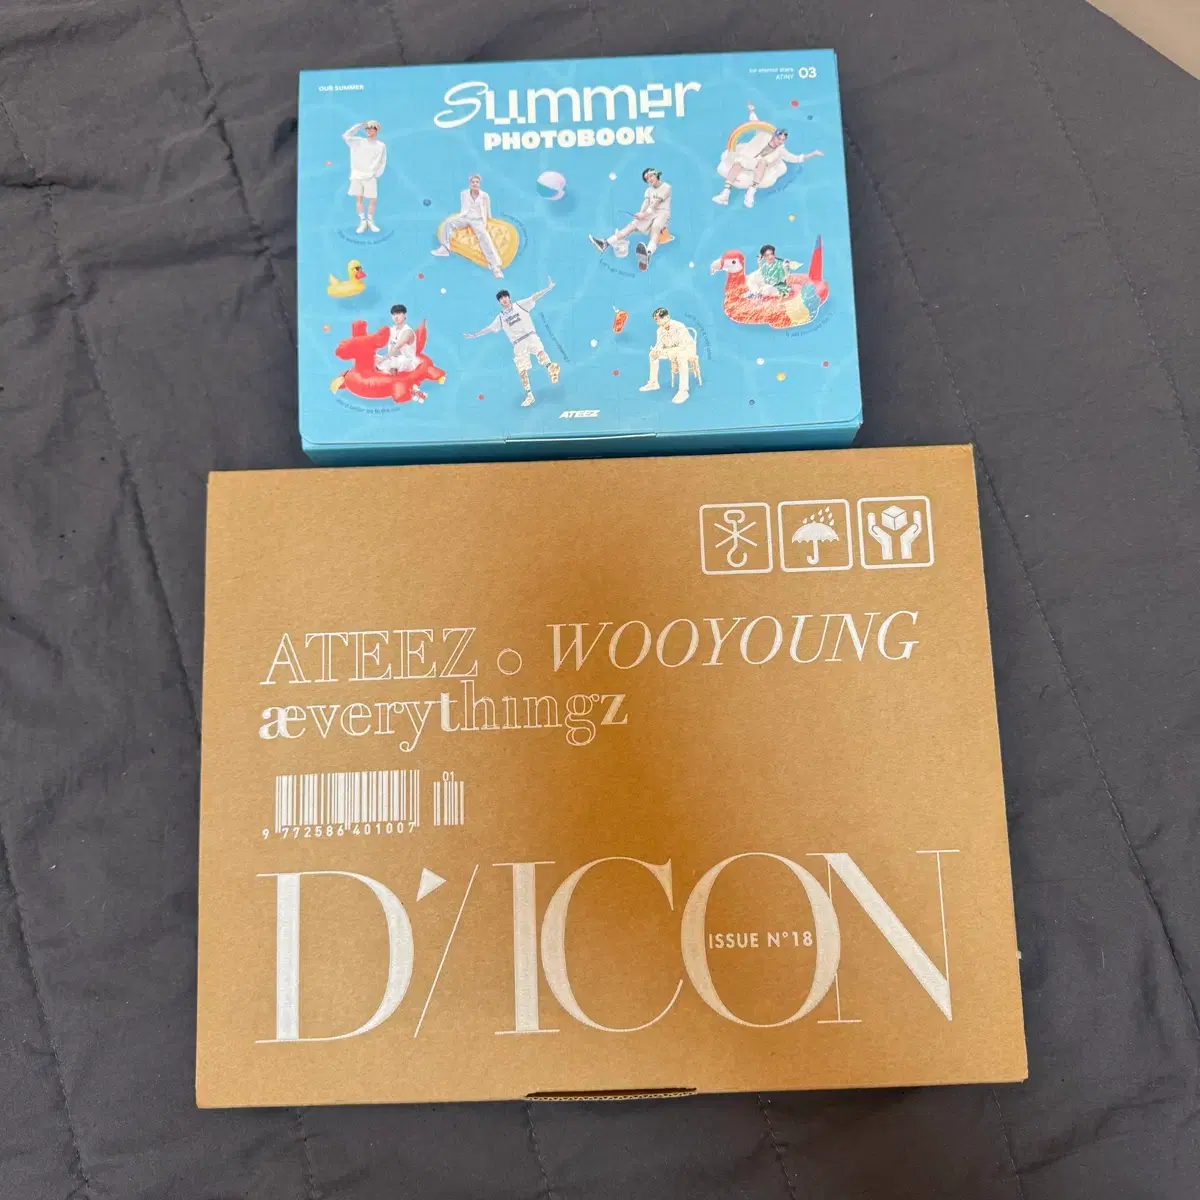 OUR SUMMER
Summer
PHOTOBOOK
for eternal stars
ATINY 03
ATEEZ
ATEEZ WOOYOUNG
æverythingz
01
9 772586 401007
D'/ICON
ISSUE N°18